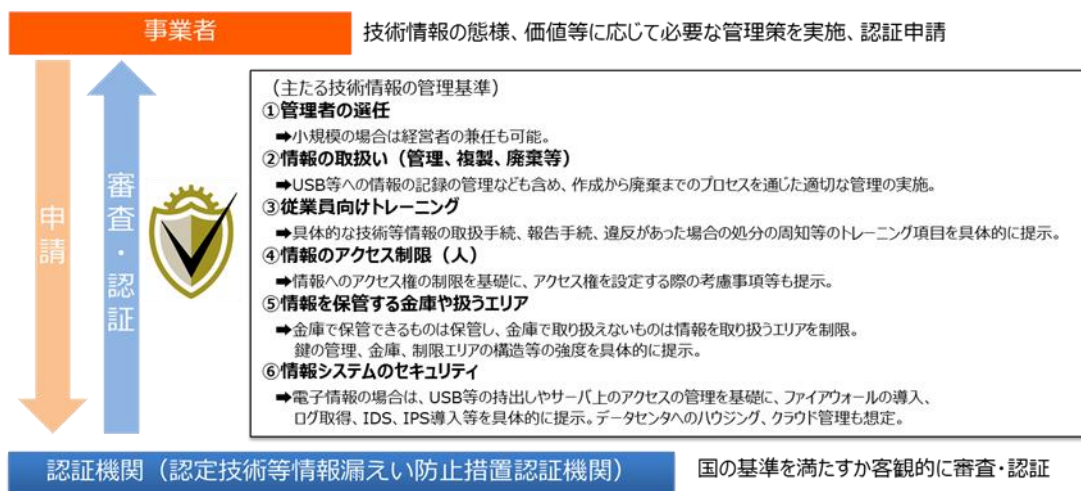 事業者
技術情報の態様、価値等に応じて必要な管理策を実施、認証申請
申請
審査・認証
（主たる技術情報の管理基準）
①管理者の選任
➡小規模の場合は経営者の兼任も可能。
②情報の取扱い（管理、複製、廃棄等）
➡USB等への情報の記録の管理なども含め、作成から廃棄までのプロセスを通じた適切な管理の実施。
③従業員向けトレーニング
➡具体的な技術等情報の取扱手続、報告手続、違反があった場合の処分の周知等のトレーニング項目を具体的に提示。
④情報のアクセス制限（人）
➡情報へのアクセス権の制限を基礎に、アクセス権を設定する際の考慮事項等も提示。
⑤情報を保管する金庫や扱うエリア
➡金庫で保管できるものは保管し、金庫で取り扱えないものは情報を取り扱うエリアを制限。
鍵の管理、金庫、制限エリアの構造等の強度を具体的に提示。
⑥情報システムのセキュリティ
➡電子情報の場合は、USB等の持出しやサーバ上のアクセスの管理を基礎に、ファイアウォールの導入、
ログ取得、IDS、IPS導入等を具体的に提示。データセンタへのハウジング、クラウド管理も想定。
認証機関（認定技術等情報漏えい防止措置認証機関）
国の基準を満たすか客観的に審査・認証